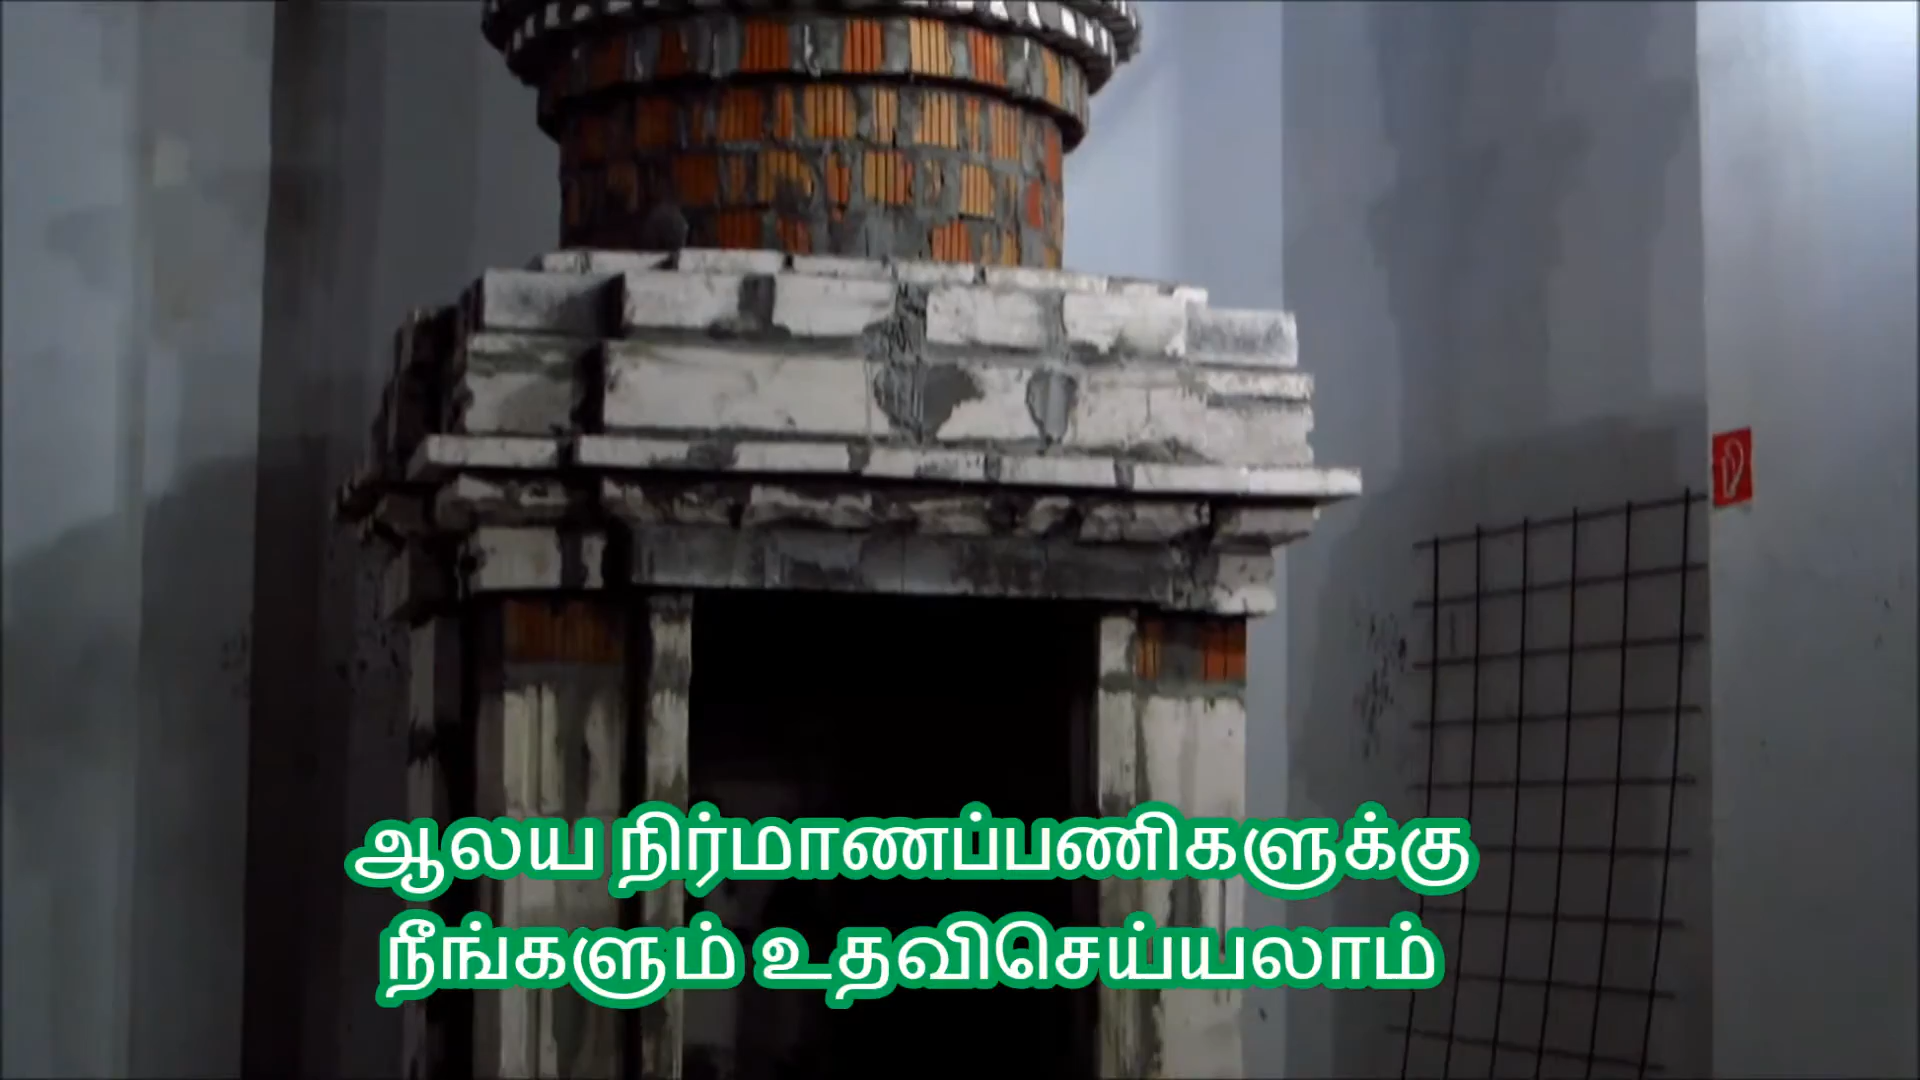 ஆலய நிர்மாணப்பணிகளுக்கு
நீங்களும் உதவிசெய்யலாம்